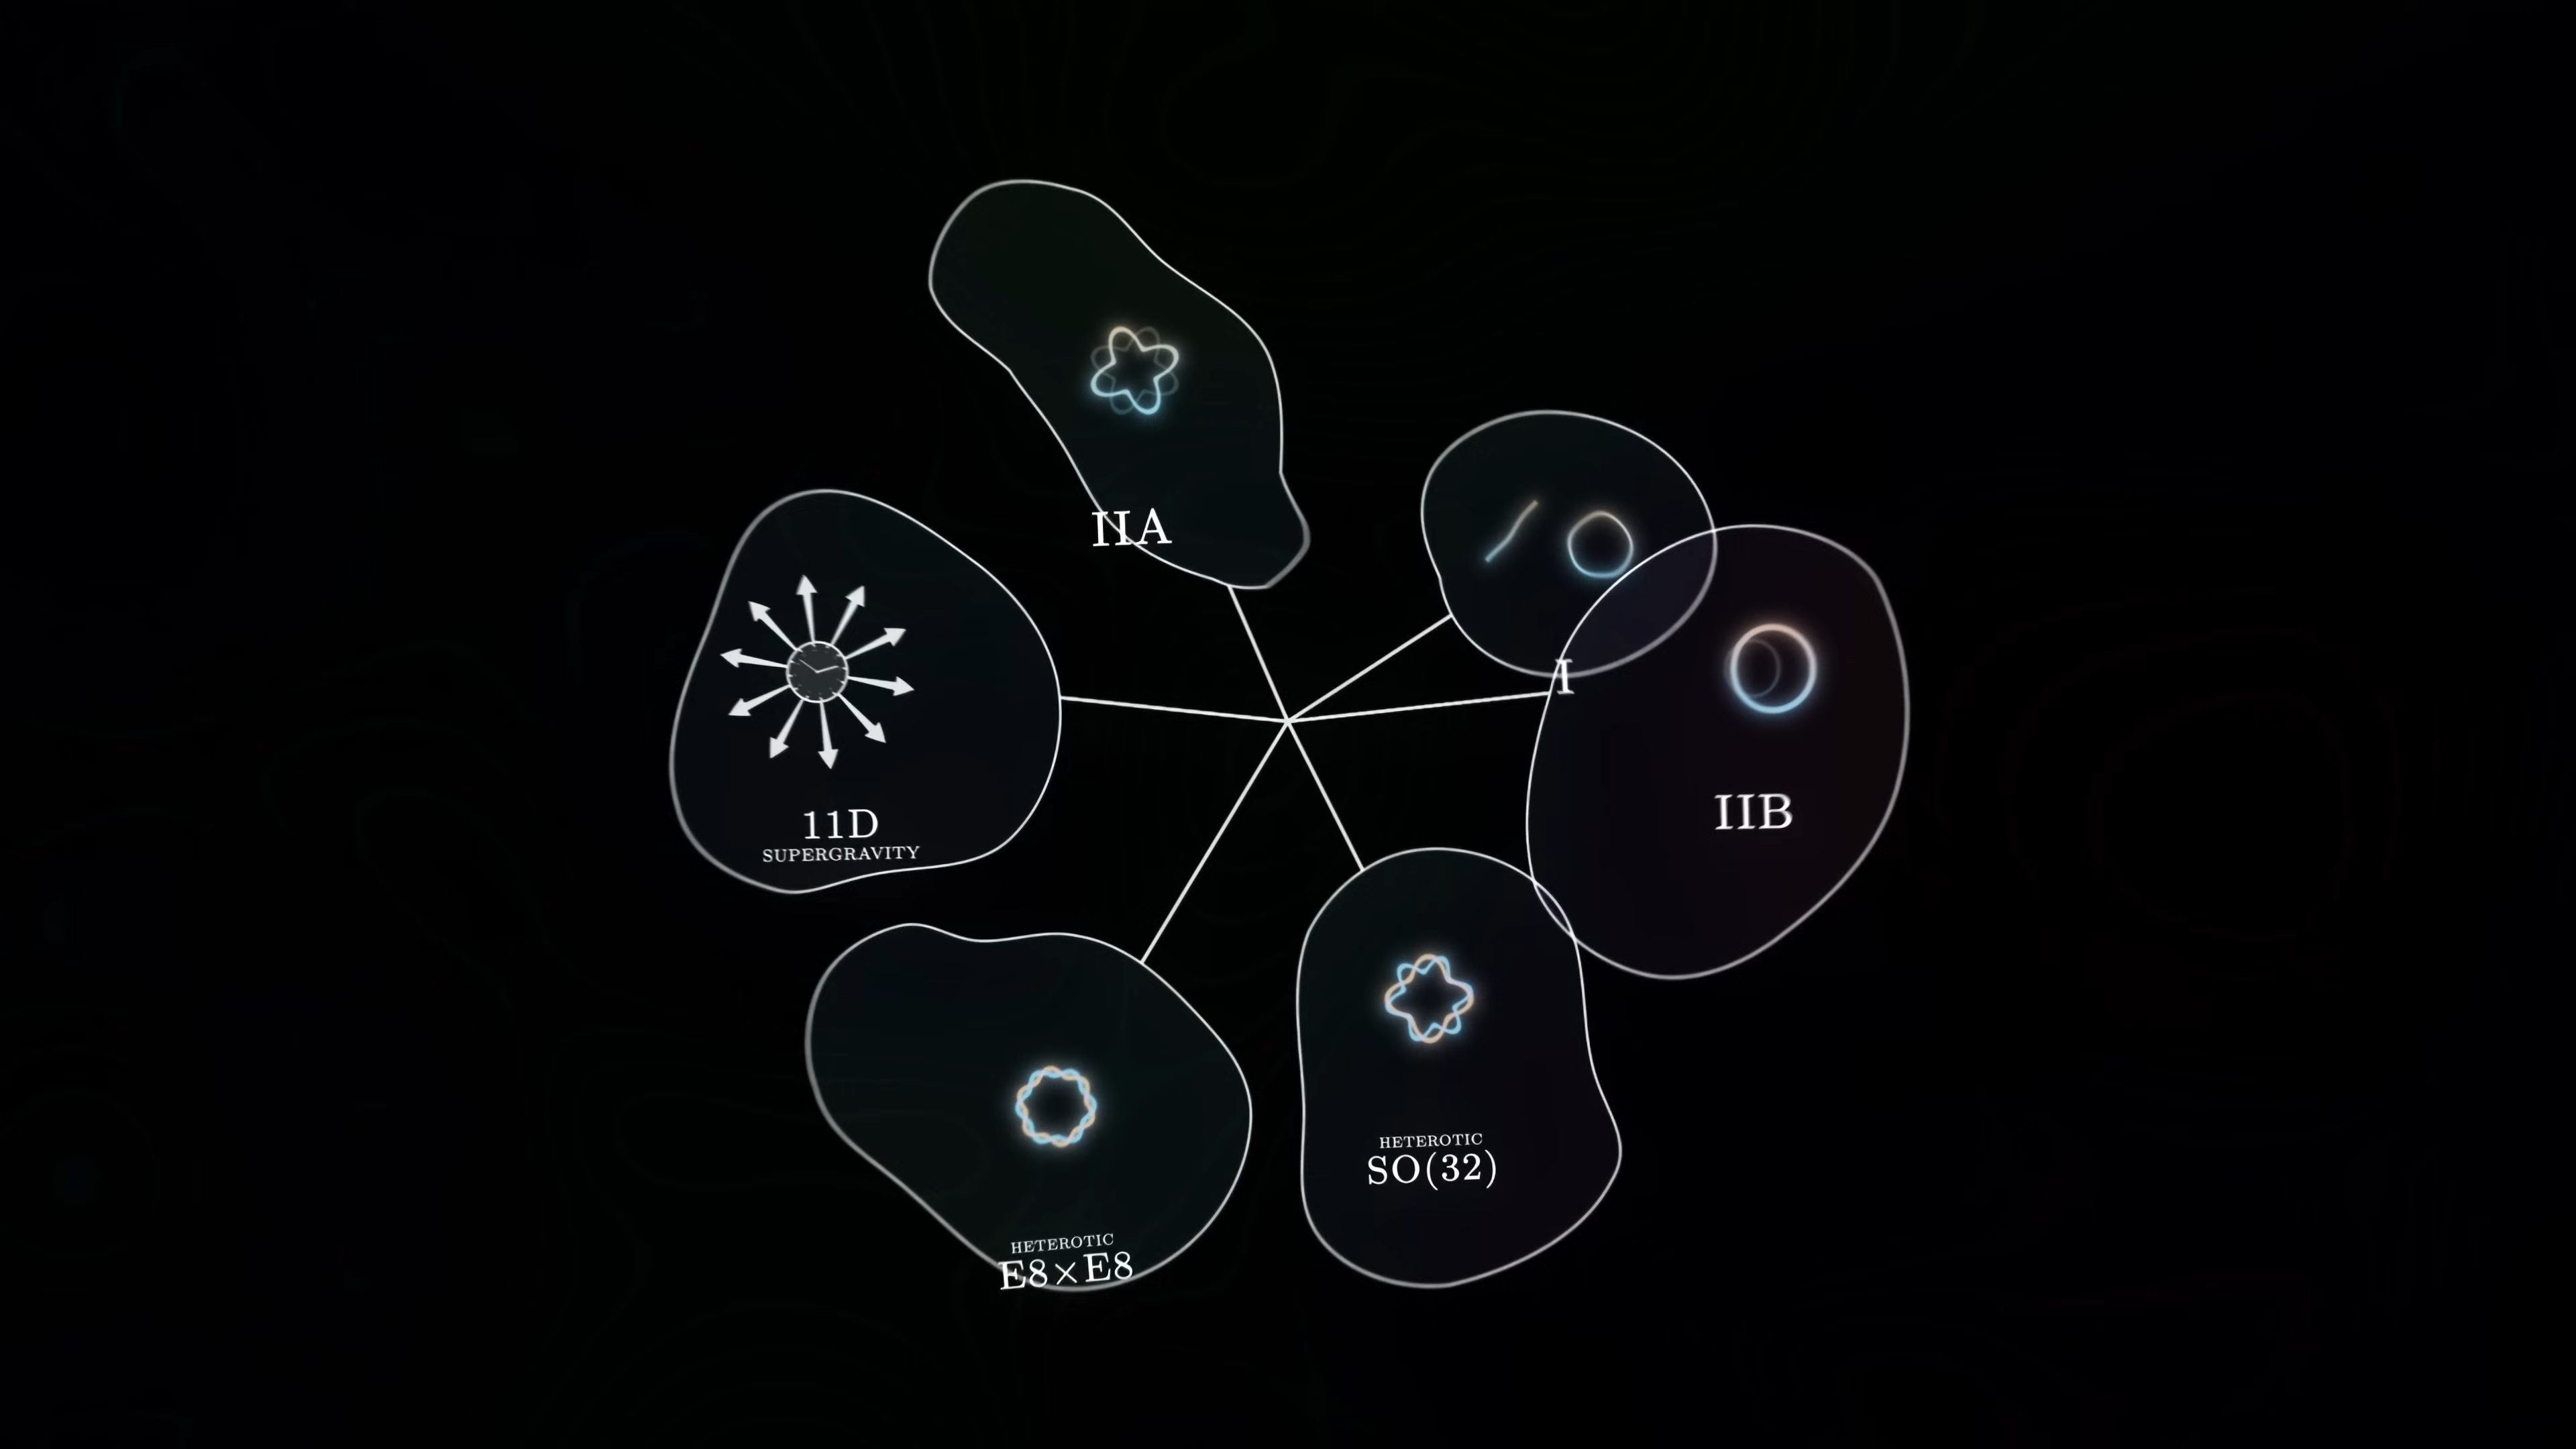 IIA
I
IIB
11D
SUPERGRAVITY
HETEROTIC
SO(32)
HETEROTIC
E8×E8